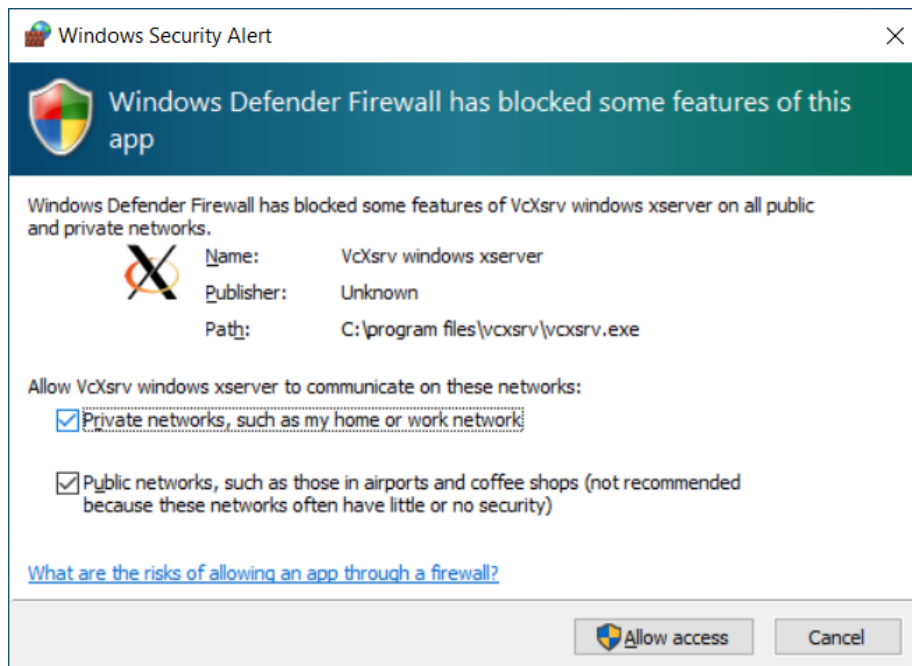 Windows Security Alert
Windows Defender Firewall has blocked some features of this
app
Windows Defender Firewall has blocked some features of VcXsrv windows xserver on all public
and private networks.
Name: VcXsrv windows xserver
Publisher: Unknown
Path: C:\program files\vcxsrv\vcxsrv.exe
Allow VcXsrv windows xserver to communicate on these networks:
Private networks, such as my home or work network
Public networks, such as those in airports and coffee shops (not recommended
because these networks often have little or no security)
What are the risks of allowing an app through a firewall?
Allow access Cancel